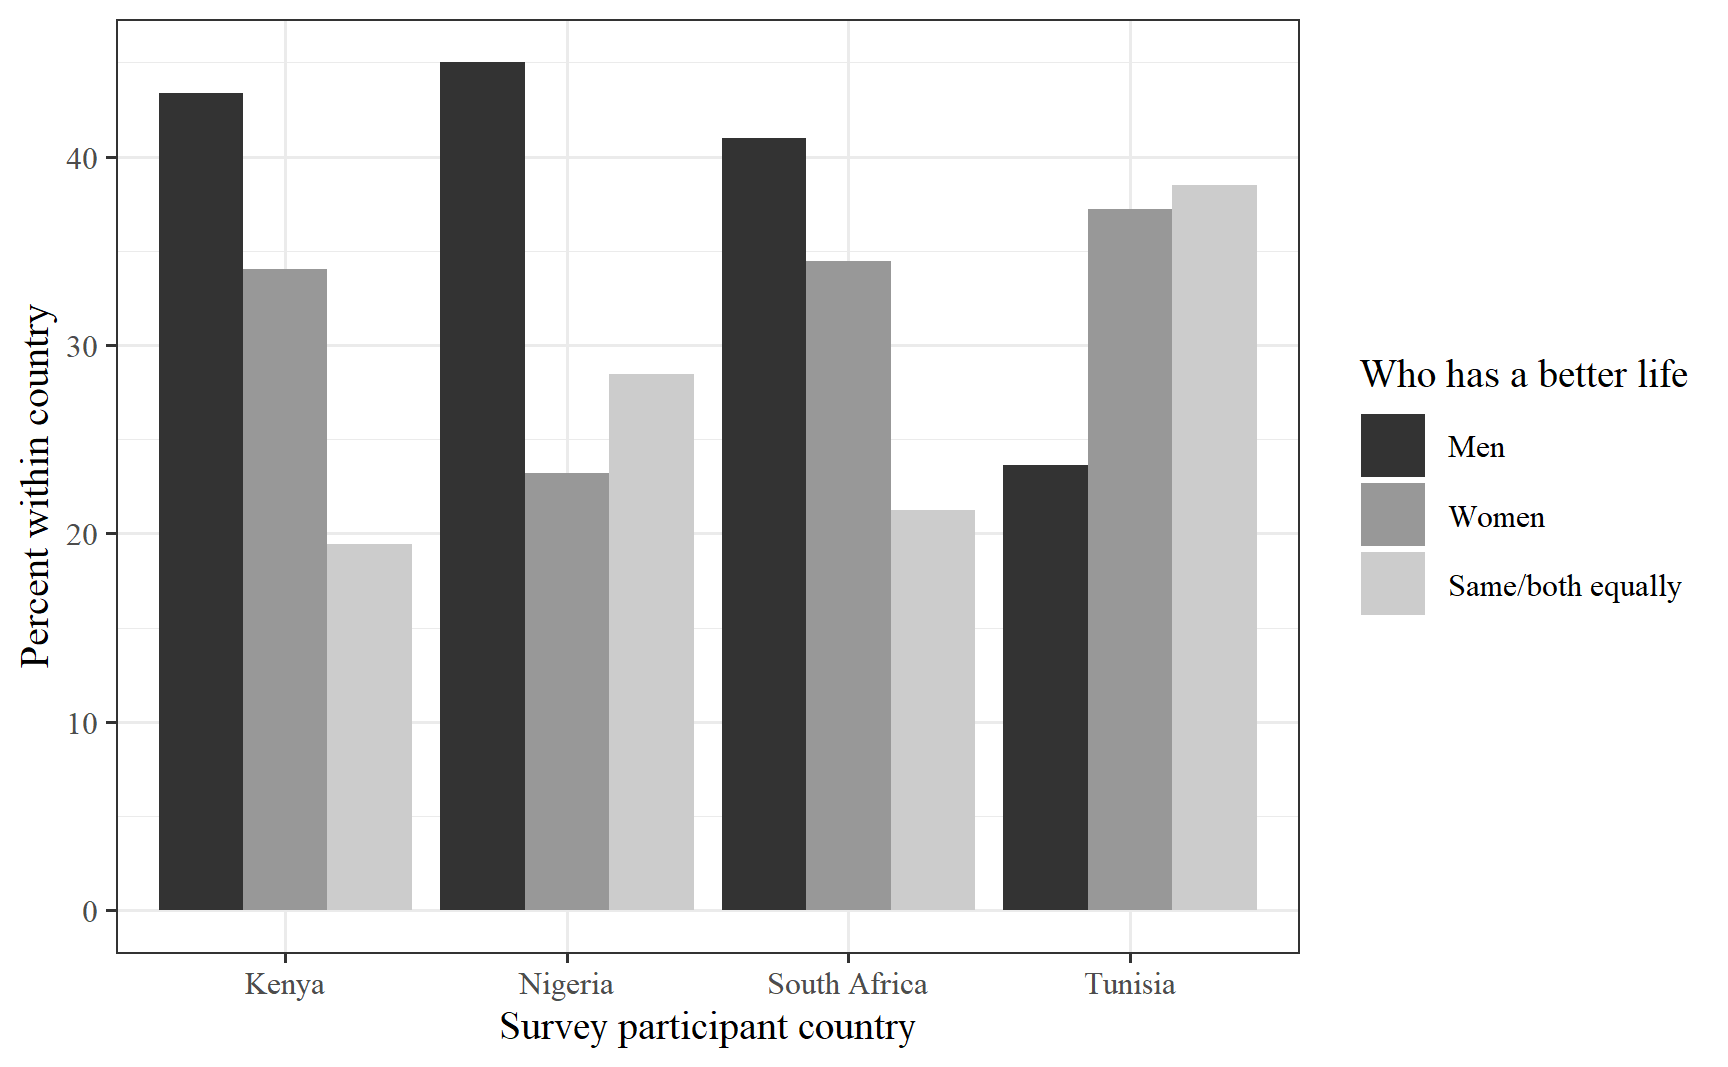 Percent within country
40
30
20
10
0
Kenya
Nigeria
South Africa
Tunisia
Survey participant country
Who has a better life
Men
Women
Same/both equally